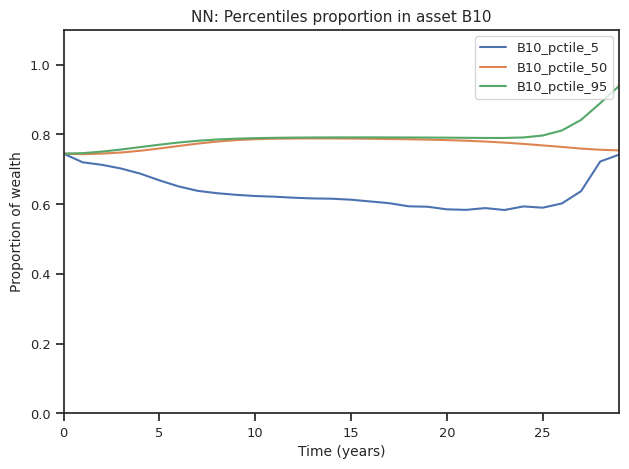 NN: Percentiles proportion in asset B10
B10_pctile_5
B10_pctile_50
B10_pctile_95
Proportion of wealth
1.0
0.8
0.6
0.4
0.2
0.0
0 5 10 15 20 25
Time (years)